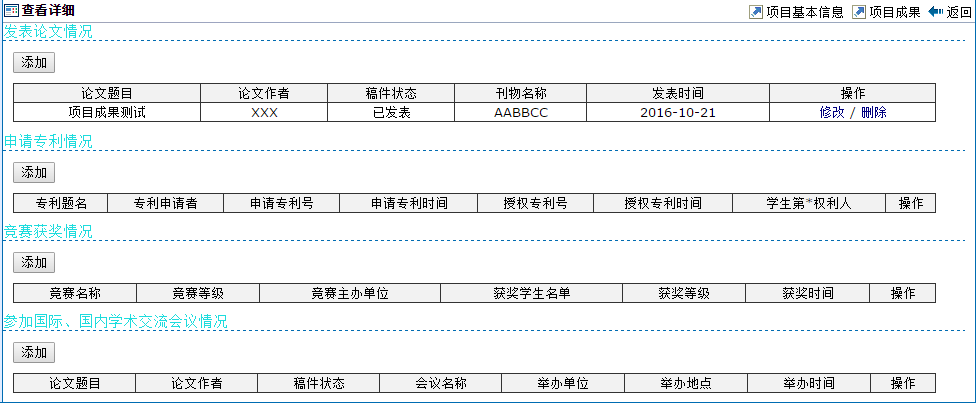 查看详细 项目基本信息 项目成果 返回
发表论文情况
添加
论文题目 论文作者 稿件状态 刊物名称 发表时间 操作
项目成果测试 XXX 已发表 AABBCC 2016-10-21 修改 / 删除
申请专利情况
添加
专利题名 专利申请者 申请专利号 申请专利时间 授权专利号 授权专利时间 学生第*权利人 操作
竞赛获奖情况
添加
竞赛名称 竞赛等级 竞赛主办单位 获奖学生名单 获奖等级 获奖时间 操作
参加国际、国内学术交流会议情况
添加
论文题目 论文作者 稿件状态 会议名称 举办单位 举办地点 举办时间 操作